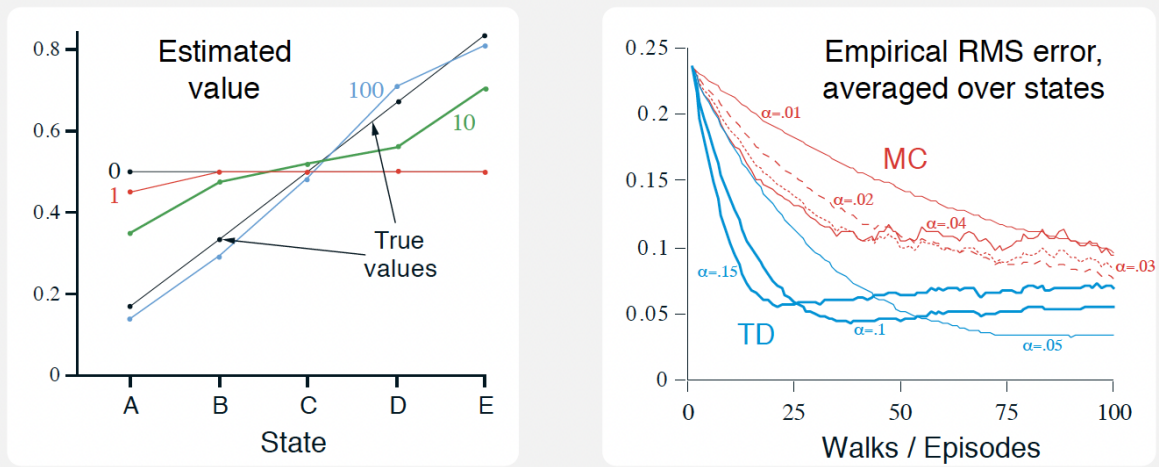 Estimated
value
0.8
0.6
0.4
0.2
0
0
1
10
100
True
values
A B C D E
State
Empirical RMS error,
averaged over states
0.25
0.2
0.15
0.1
0.05
0
α=.01
MC
α=.02
α=.04
α=.03
α=.15
TD
α=.1
α=.05
0 25 50 75 100
Walks / Episodes